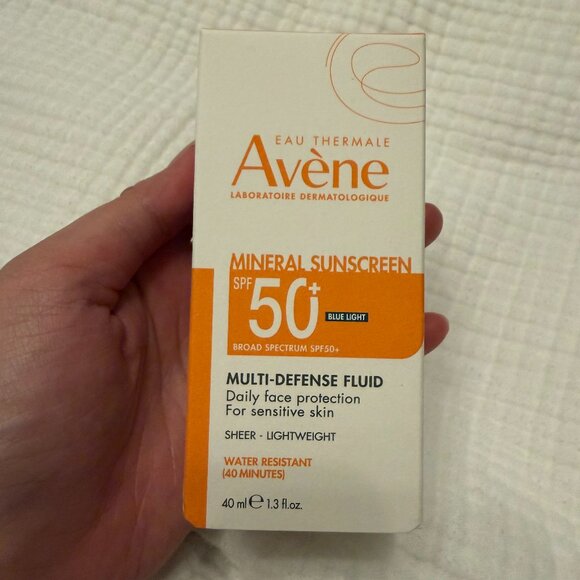 EAU THERMALE
Avène
LABORATOIRE DERMATOLOGIQUE
MINERAL SUNSCREEN
SPF 50+
BLUE LIGHT
BROAD SPECTRUM SPF50+
MULTI-DEFENSE FLUID
Daily face protection
For sensitive skin
SHEER - LIGHTWEIGHT
WATER RESISTANT
(40 MINUTES)
40 ml ℮ 1.3 fl.oz.